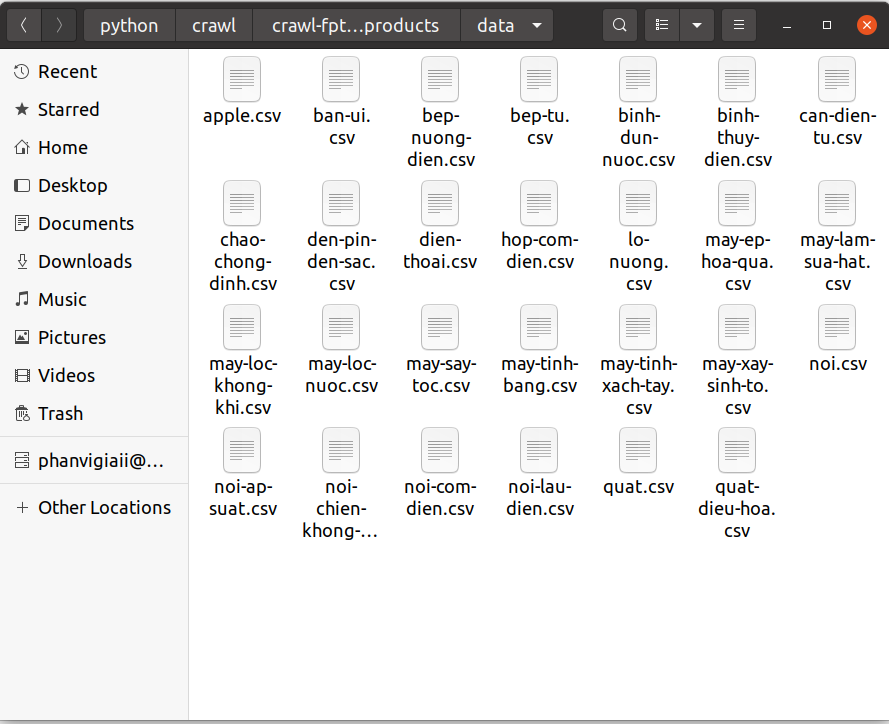 python
crawl
crawl-fpt…products
data
Recent
Starred
Home
Desktop
Documents
Downloads
Music
Pictures
Videos
Trash
phanvigiaii@…
Other Locations
apple.csv
ban-ui.
csv
bep-
nuong-
dien.csv
bep-tu.
csv
binh-
dun-
nuoc.csv
binh-
thuy-
dien.csv
can-dien-
tu.csv
chao-
chong-
dinh.csv
den-pin-
den-sac.
csv
dien-
thoai.csv
hop-com-
dien.csv
lo-
nuong.
csv
may-ep-
hoa-qua.
csv
may-lam-
sua-hat.
csv
may-loc-
khong-
khi.csv
may-loc-
nuoc.csv
may-say-
toc.csv
may-tinh-
bang.csv
may-tinh-
xach-tay.
csv
may-xay-
sinh-to.
csv
noi.csv
noi-ap-
suat.csv
noi-
chien-
khong-…
noi-com-
dien.csv
noi-lau-
dien.csv
quat.csv
quat-
dieu-hoa.
csv